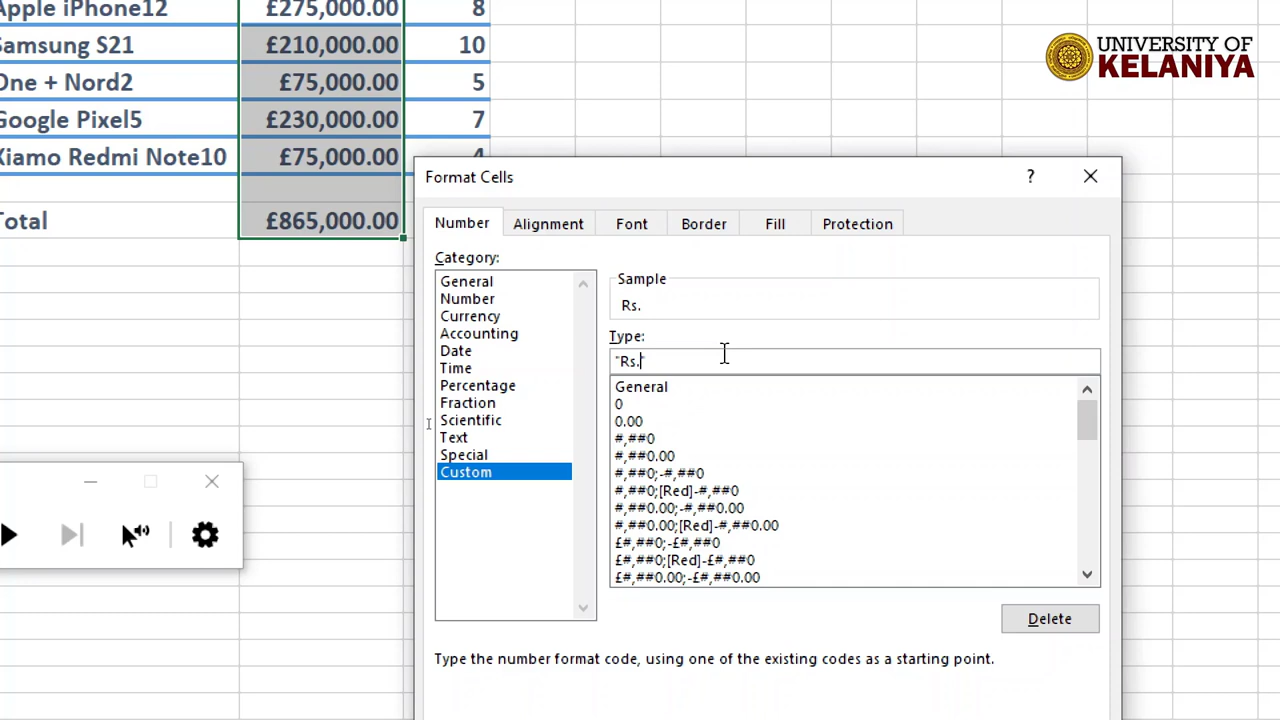 Apple iPhone12 £275,000.00 8
Samsung S21 £210,000.00 10
One + Nord2 £75,000.00 5
Google Pixel5 £230,000.00 7
Xiamo Redmi Note10 £75,000.00 4
Total £865,000.00
UNIVERSITY OF
KELANIYA
Format Cells ?
Number Alignment Font Border Fill Protection
Category:
General
Number
Currency
Accounting
Date
Time
Percentage
Fraction
Scientific
Text
Special
Custom
Sample
Rs.
Type:
"Rs."
General
0
0.00
#,##0
#,##0.00
#,##0;-#,##0
#,##0;[Red]-#,##0
#,##0.00;-#,##0.00
#,##0.00;[Red]-#,##0.00
£#,##0;-£#,##0
£#,##0;[Red]-£#,##0
£#,##0.00;-£#,##0.00
Delete
Type the number format code, using one of the existing codes as a starting point.